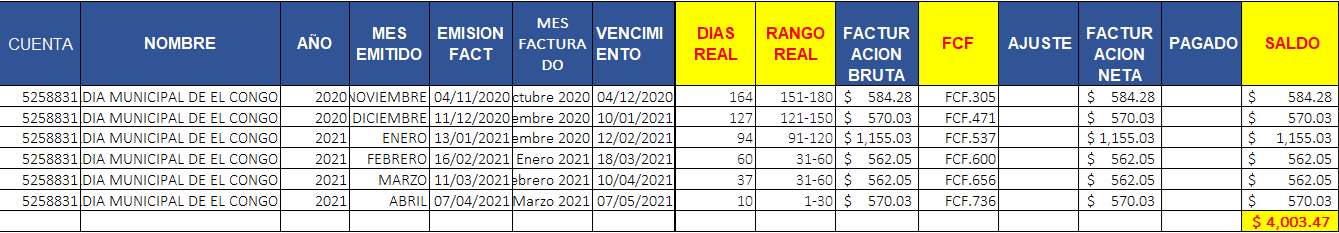 CUENTA NOMBRE AÑO MES EMITIDO EMISION FACT MES FACTURADO VENCIMIENTO DIAS REAL RANGO REAL FACTURACION BRUTA FCF AJUSTE FACTURACION NETA PAGADO SALDO
5258831 DIA MUNICIPAL DE EL CONGO 2020 NOVIEMBRE 04/11/2020 ctubre 2020 04/12/2020 164 151-180 $ 584.28 FCF.305 $ 584.28 $ 584.28
5258831 DIA MUNICIPAL DE EL CONGO 2020 DICIEMBRE 11/12/2020 embre 2020 10/01/2021 127 121-150 $ 570.03 FCF.471 $ 570.03 $ 570.03
5258831 DIA MUNICIPAL DE EL CONGO 2021 ENERO 13/01/2021 embre 2020 12/02/2021 94 91-120 $ 1,155.03 FCF.537 $ 1,155.03 $ 1,155.03
5258831 DIA MUNICIPAL DE EL CONGO 2021 FEBRERO 16/02/2021 Enero 2021 18/03/2021 60 31-60 $ 562.05 FCF.600 $ 562.05 $ 562.05
5258831 DIA MUNICIPAL DE EL CONGO 2021 MARZO 11/03/2021 ebrero 2021 10/04/2021 37 31-60 $ 562.05 FCF.656 $ 562.05 $ 562.05
5258831 DIA MUNICIPAL DE EL CONGO 2021 ABRIL 07/04/2021 Marzo 2021 07/05/2021 10 1-30 $ 570.03 FCF.736 $ 570.03 $ 570.03
$ 4,003.47